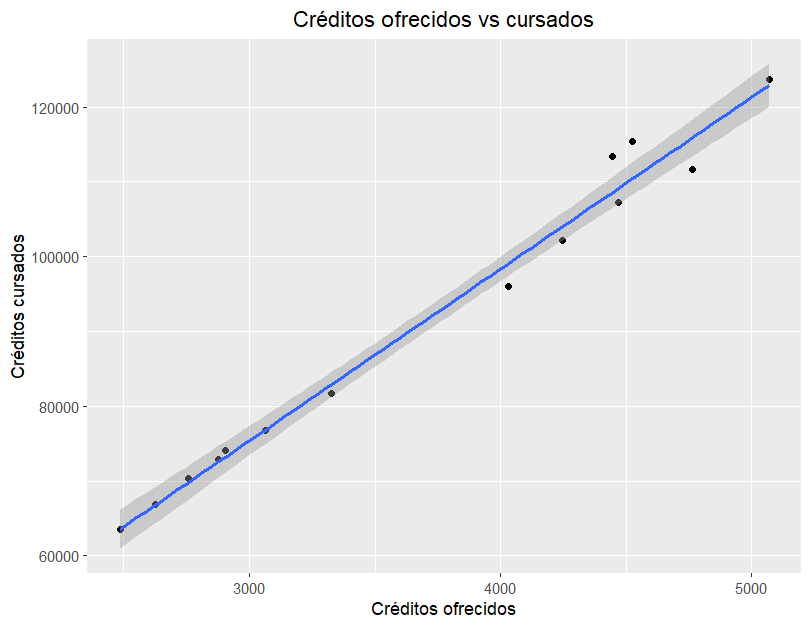 Créditos ofrecidos vs cursados
120000
100000
80000
60000
Créditos cursados
3000
4000
5000
Créditos ofrecidos